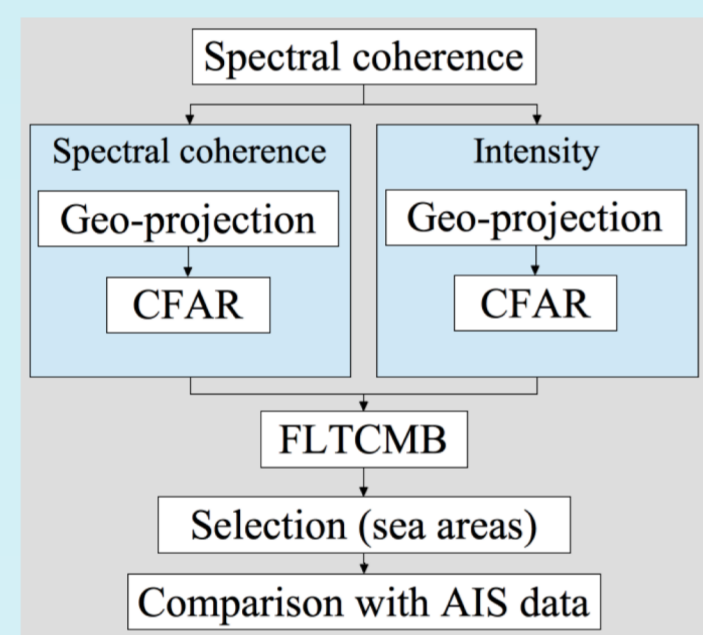 Spectral coherence
Spectral coherence
Geo-projection
CFAR
Intensity
Geo-projection
CFAR
FLTCMB
Selection (sea areas)
Comparison with AIS data